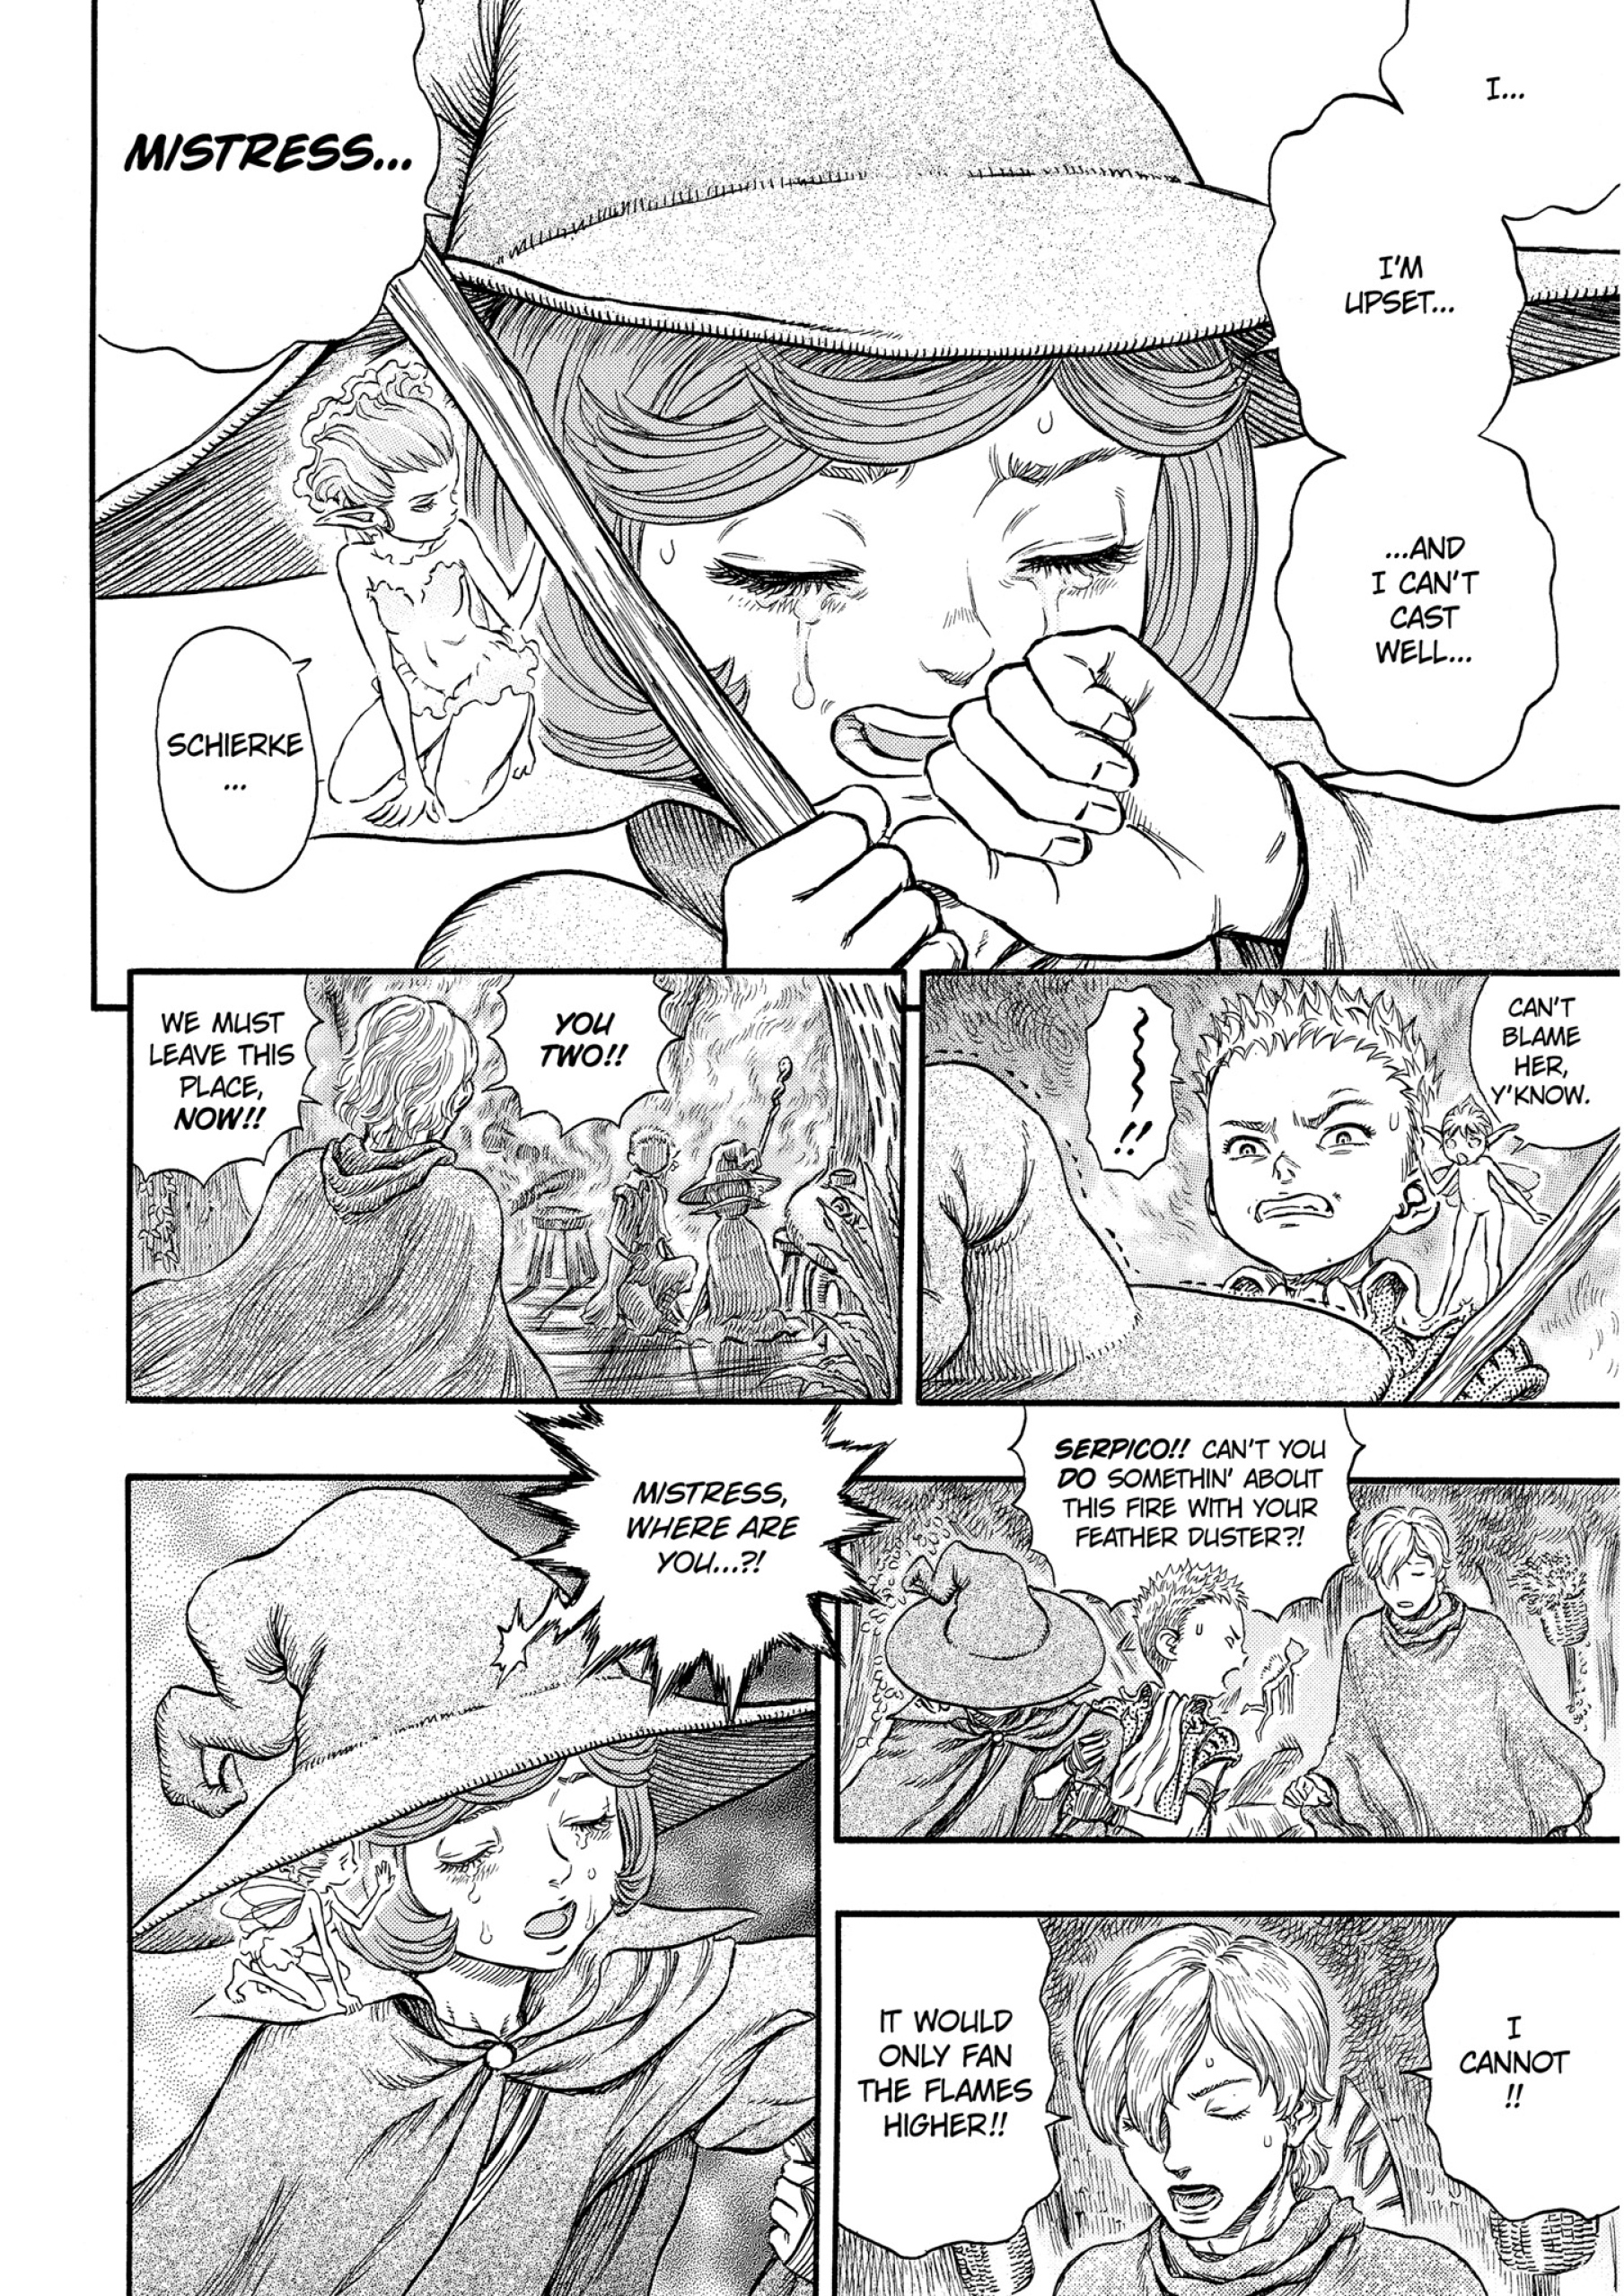 I...
I'M
UPSET...
...AND
I CAN'T
CAST
WELL...
MISTRESS...
SCHIERKE
...
CAN'T
BLAME
HER,
Y'KNOW.
!!
YOU
TWO!!
WE MUST
LEAVE THIS
PLACE,
NOW!!
SERPICO!! CAN'T YOU
DO SOMETHIN' ABOUT
THIS FIRE WITH YOUR
FEATHER DUSTER?!
I
CANNOT
!!
IT WOULD
ONLY FAN
THE FLAMES
HIGHER!!
MISTRESS,
WHERE ARE
YOU...?!